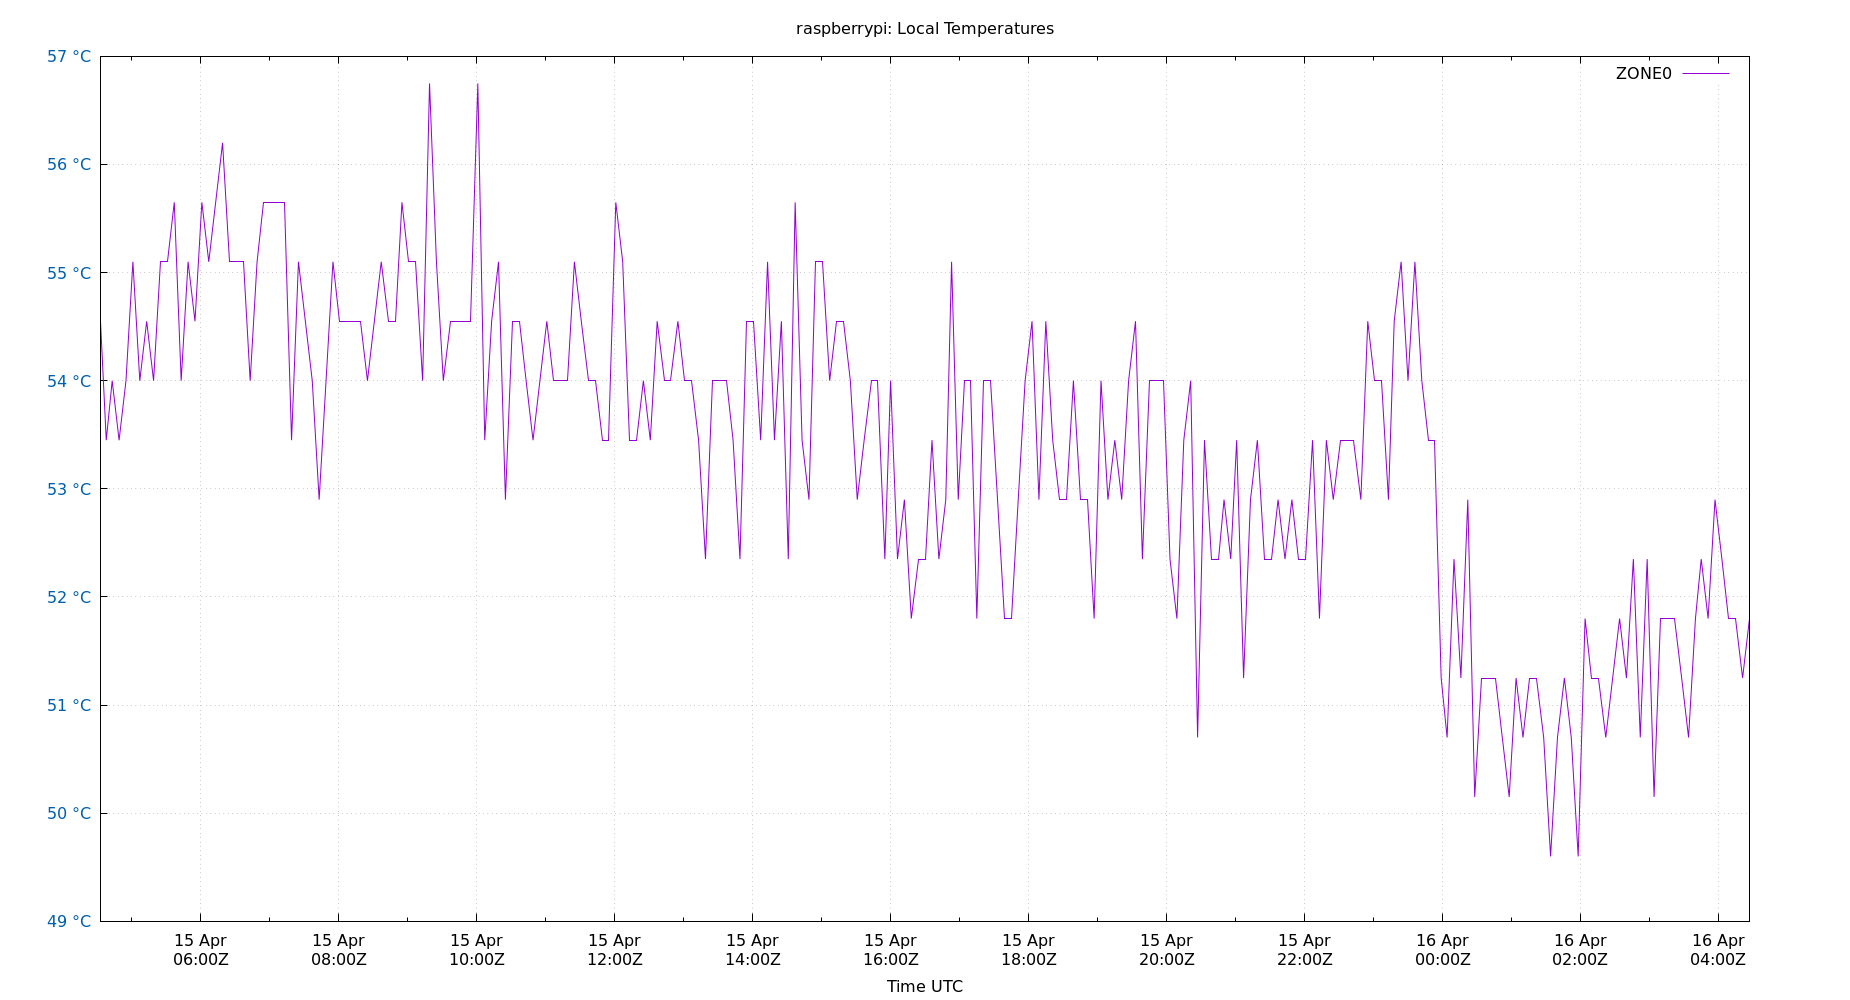 raspberrypi: Local Temperatures
57 °C
ZONE0
56 °C
55 °C
54 °C
53 °C
52 °C
51 °C
50 °C
49 °C
15 Apr 15 Apr 15 Apr 15 Apr 15 Apr 15 Apr 15 Apr 15 Apr 15 Apr 16 Apr 16 Apr 16 Apr
06:00Z 08:00Z 10:00Z 12:00Z 14:00Z 16:00Z 18:00Z 20:00Z 22:00Z 00:00Z 02:00Z 04:00Z
Time UTC